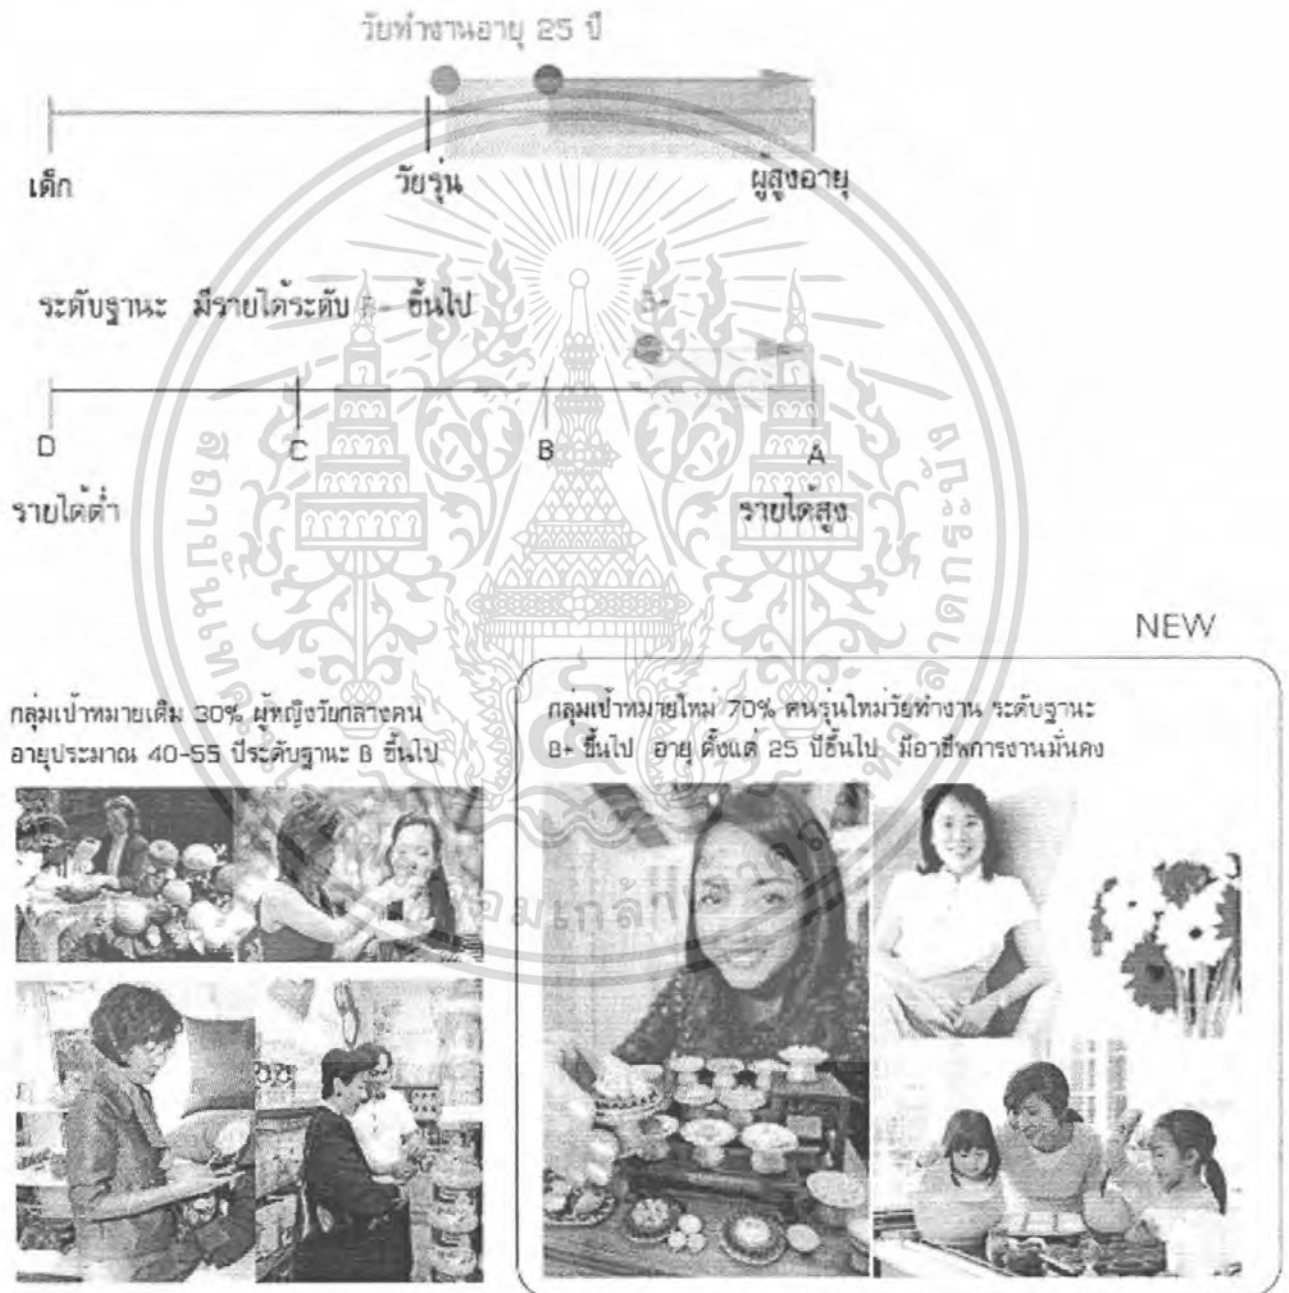 วัยทำงานอายุ 25 ปี
เด็ก วัยรุ่น ผู้สูงอายุ
ระดับฐานะ มีรายได้ระดับ B+ ขึ้นไป
D C B A
รายได้ต่ำ รายได้สูง
NEW
กลุ่มเป้าหมายเดิม 30% ผู้หญิงวัยกลางคน
อายุประมาณ 40-55 ปีระดับฐานะ B ขึ้นไป
กลุ่มเป้าหมายใหม่ 70% คนรุ่นใหม่วัยทำงาน ระดับฐานะ
B+ ขึ้นไป อายุ ตั้งแต่ 25 ปีขึ้นไป มีอาชีพการงานมั่นคง